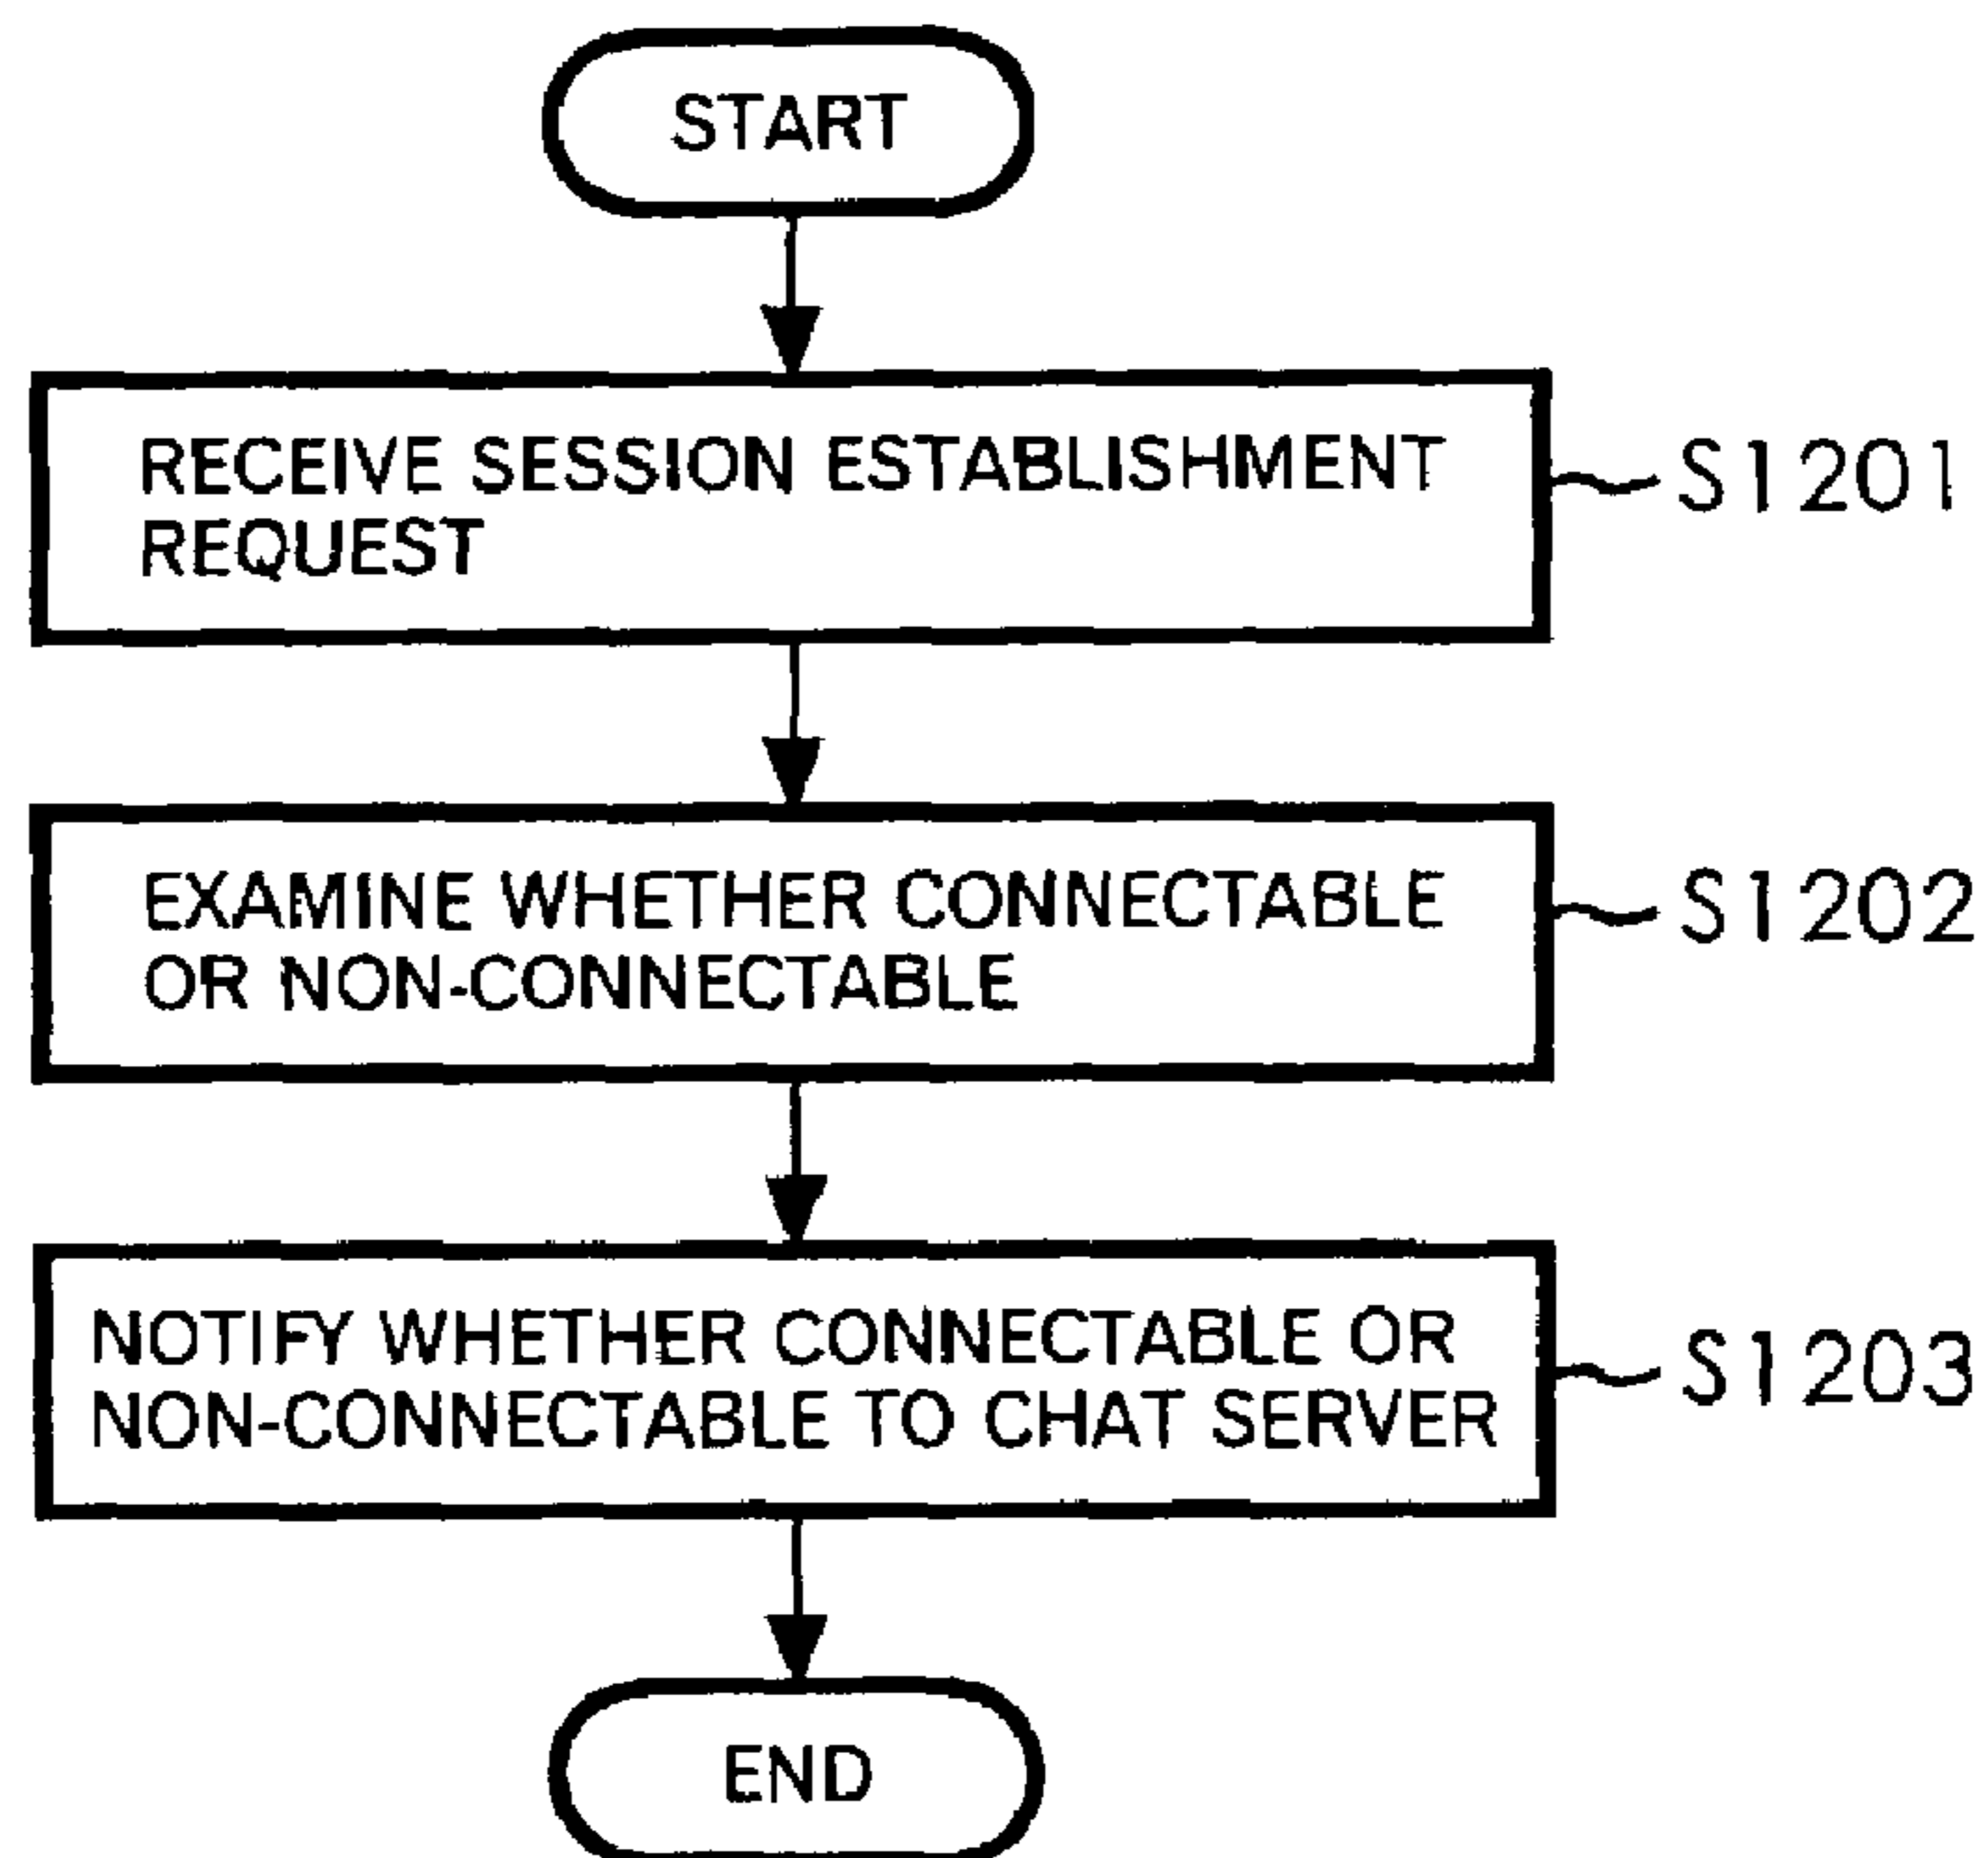 START
RECEIVE SESSION ESTABLISHMENT
REQUEST
S1201
EXAMINE WHETHER CONNECTABLE
OR NON-CONNECTABLE
S1202
NOTIFY WHETHER CONNECTABLE OR
NON-CONNECTABLE TO CHAT SERVER
S1203
END